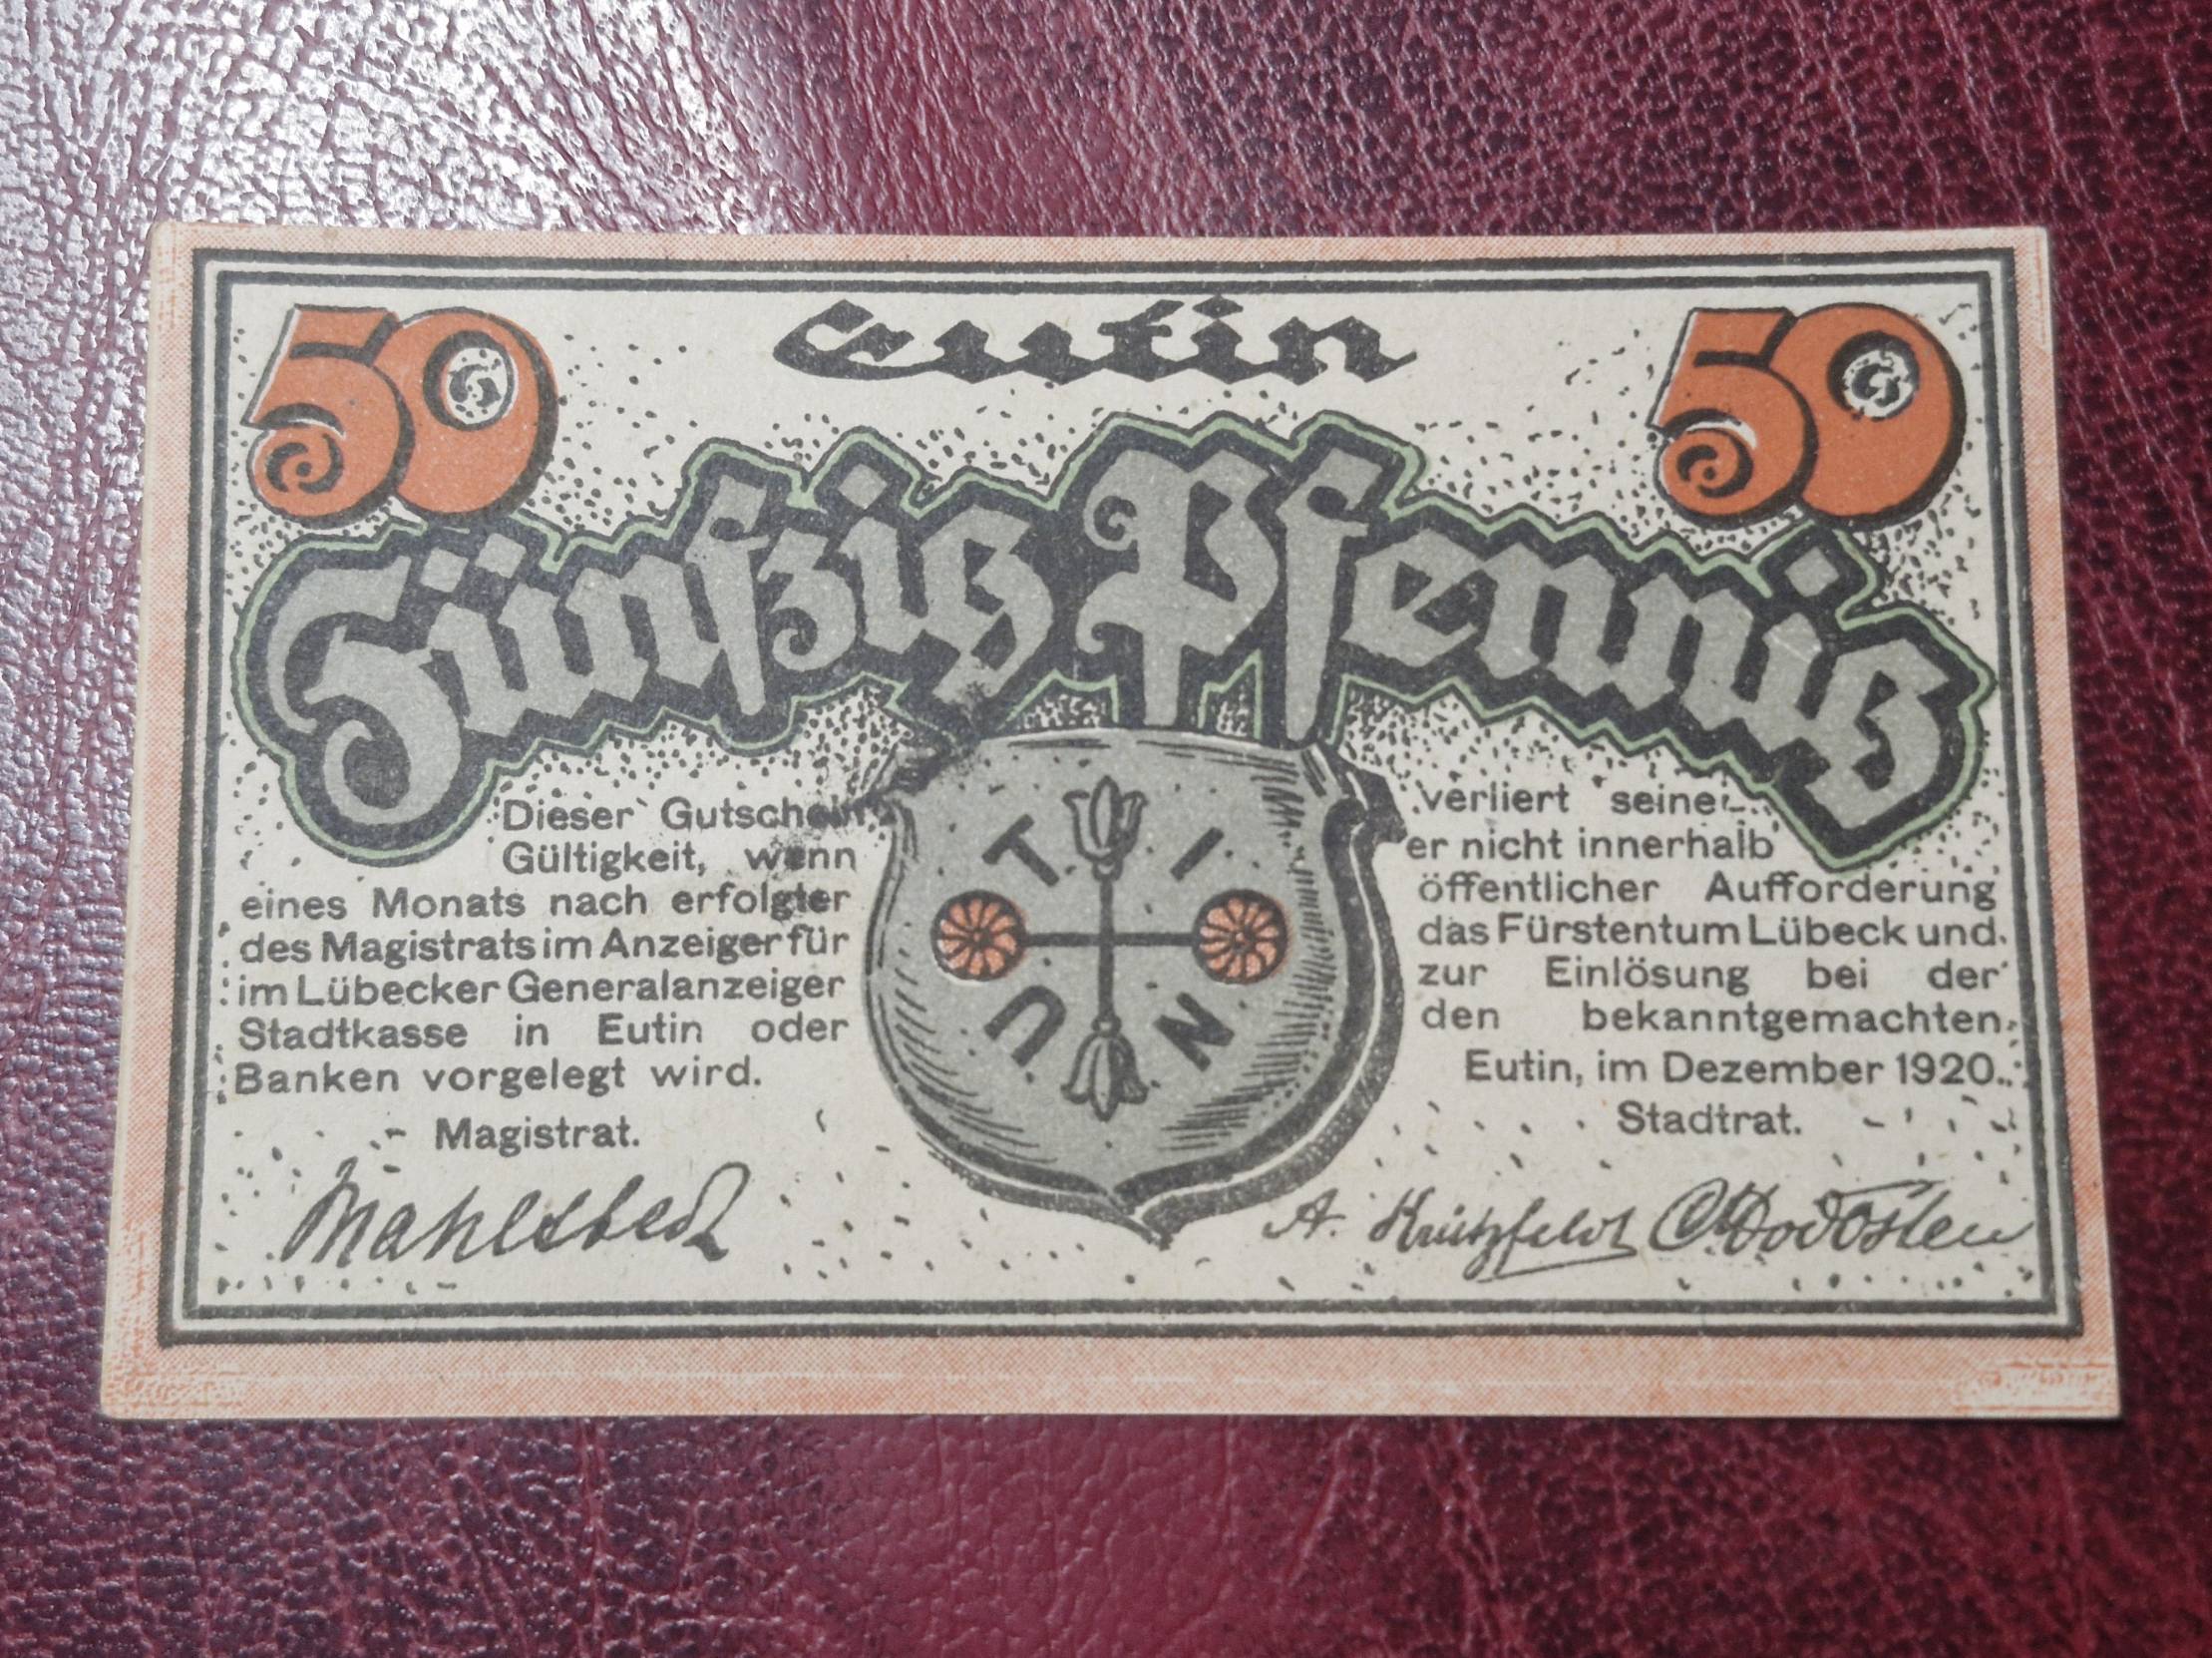 50 Eutin 50
Fünfzig Pfennig
Dieser Gutschein verliert seine
Gültigkeit, wenn er nicht innerhalb
eines Monats nach erfolgter öffentlicher Aufforderung
des Magistrats im Anzeiger für das Fürstentum Lübeck und
im Lübecker Generalanzeiger zur Einlösung bei der
Stadtkasse in Eutin oder den bekanntgemachten
Banken vorgelegt wird. Eutin, im Dezember 1920.
Magistrat. Stadtrat.
T I
U N
Mahlstedt A. Krützfeldt